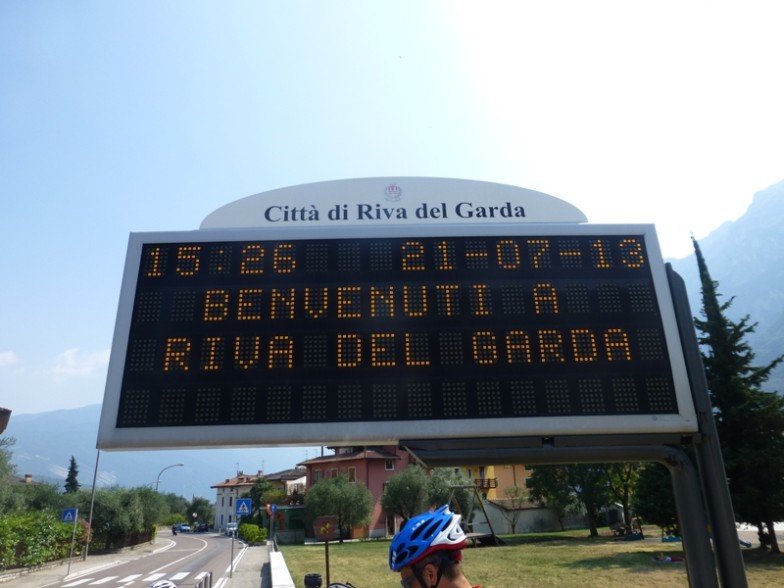 Città di Riva del Garda
15:26 21-07-13
BENVENUTI A
RIVA DEL GARDA